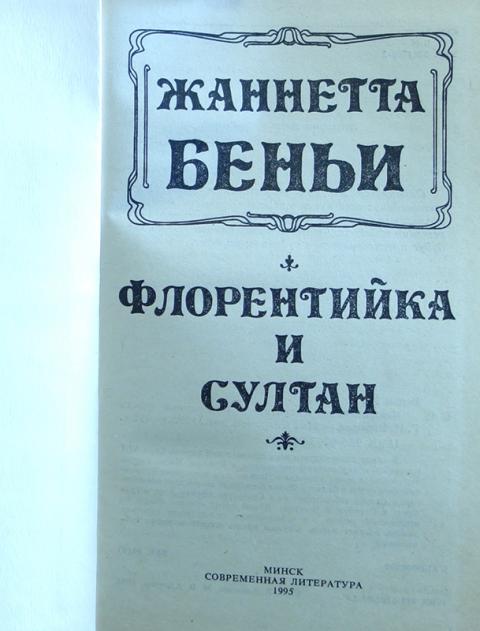 ЖАННЕТТА
БЕНЬИ
ФЛОРЕНТИЙКА
И
СУЛТАН
МИНСК
СОВРЕМЕННАЯ ЛИТЕРАТУРА
1995